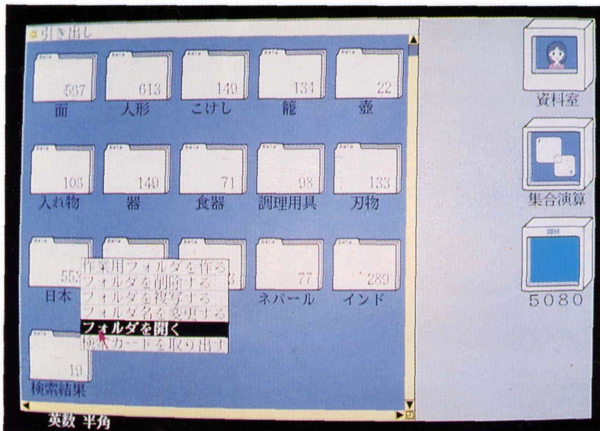 引き出し
567 613 149 134 22
面 人形 こけし 籠 壺
106 149 71 98 133
入れ物 器 食器 調理用具 刃物
553 77 289
日本 ネパール インド
作業用フォルダを作る
フォルダを削除する
フォルダを複写する
フォルダ名を変更する
フォルダを開く
検索カードを取り出す
19
検索結果
資料室
集合演算
IBM
5080
英数 半角